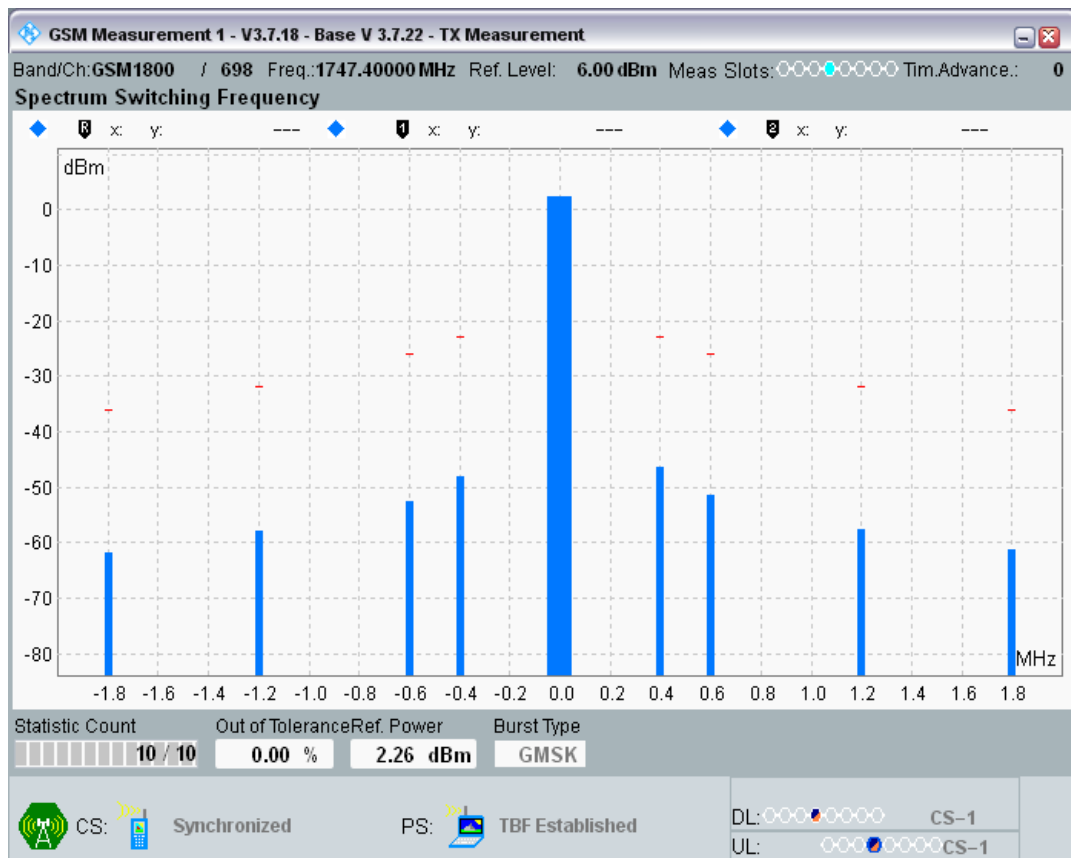 GSM Measurement 1 - V3.7.18 - Base V 3.7.22 - TX Measurement
Band/Ch:GSM1800 / 698 Freq.:1747.40000 MHz Ref. Level: 6.00 dBm Meas Slots: Tim.Advance.: 0
Spectrum Switching Frequency
R x: y: --- 1 x: y: --- 2 x: y: ---
dBm
0
-10
-20
-30
-40
-50
-60
-70
-80
MHz
-1.8 -1.6 -1.4 -1.2 -1.0 -0.8 -0.6 -0.4 -0.2 0.0 0.2 0.4 0.6 0.8 1.0 1.2 1.4 1.6 1.8
Statistic Count Out of Tolerance Ref. Power Burst Type
10 / 10 0.00 % 2.26 dBm GMSK
CS: Synchronized PS: TBF Established DL: CS-1
UL: CS-1